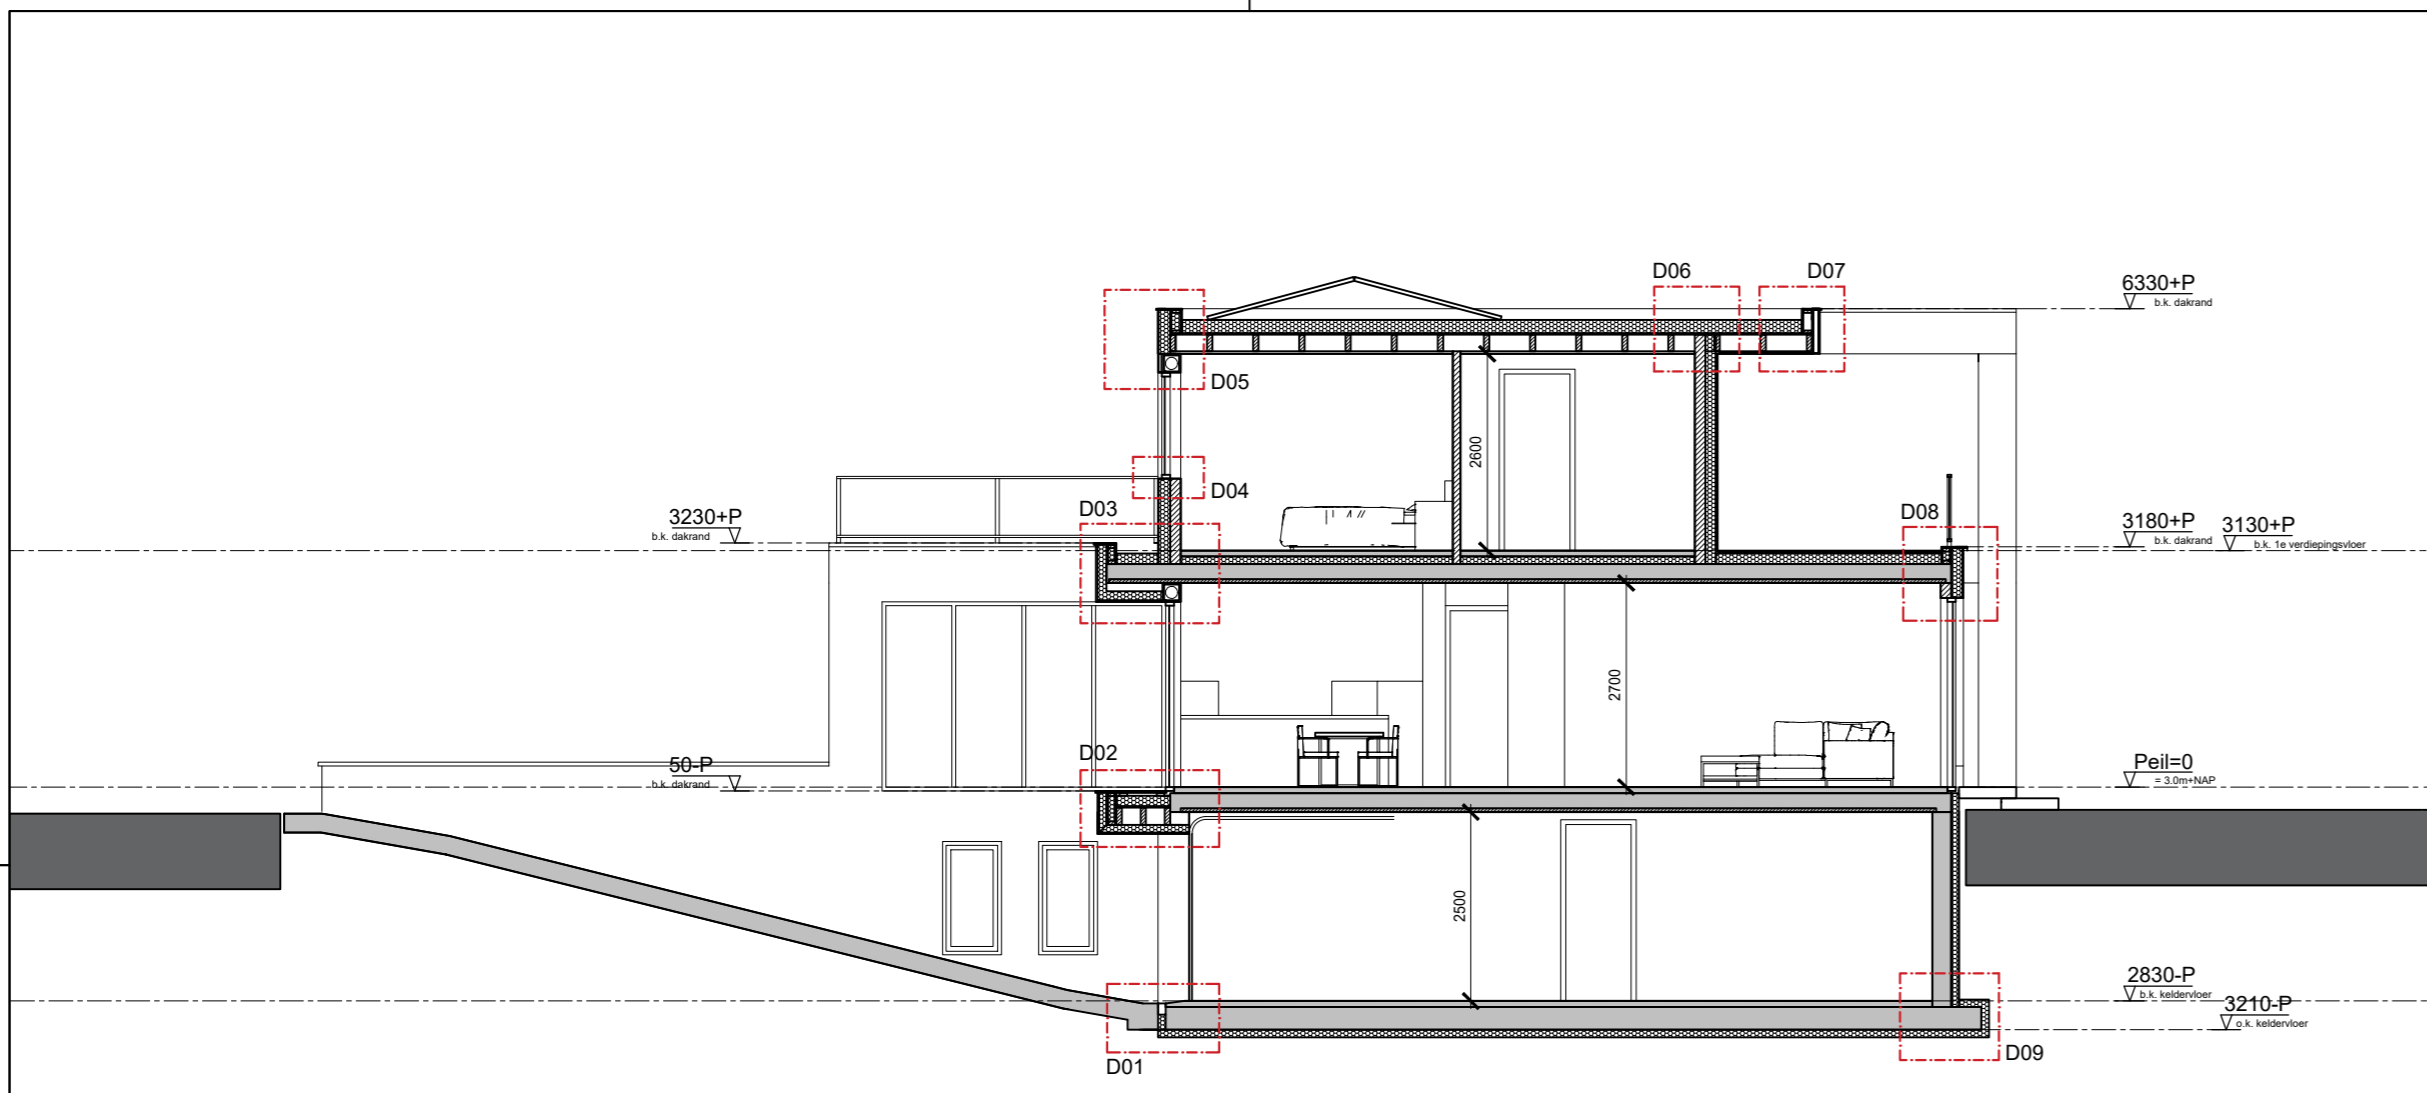 D06
D07
6330+P
b.k. dakrand
D05
2600
D04
D03
3230+P
b.k. dakrand
D08
3180+P
b.k. dakrand
3130+P
b.k. 1e verdiepingsvloer
2700
D02
50-P
b.k. dakrand
Peil=0
= 3.0m+NAP
2500
2830-P
b.k. keldervloer
3210-P
o.k. keldervloer
D01
D09